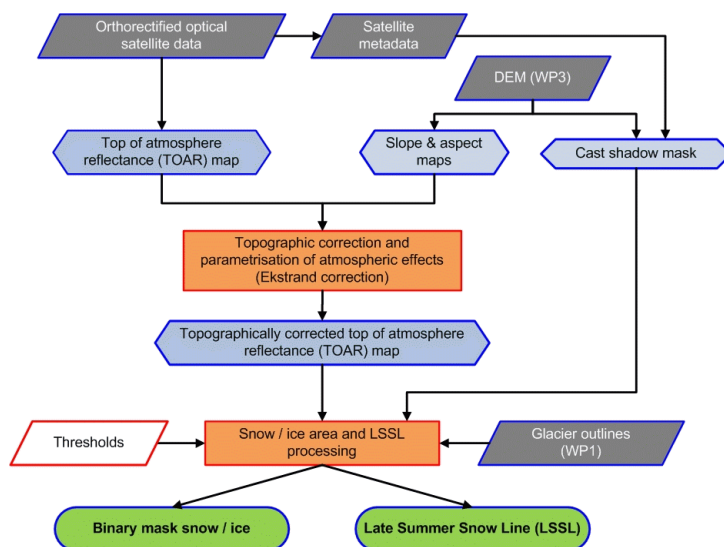 Orthorectified optical
satellite data
Satellite
metadata
DEM (WP3)
Top of atmosphere
reflectance (TOAR) map
Slope & aspect
maps
Cast shadow mask
Topographic correction and
parametrisation of atmospheric effects
(Ekstrand correction)
Topographically corrected top of atmosphere
reflectance (TOAR) map
Thresholds
Snow / ice area and LSSL
processing
Glacier outlines
(WP1)
Binary mask snow / ice
Late Summer Snow Line (LSSL)